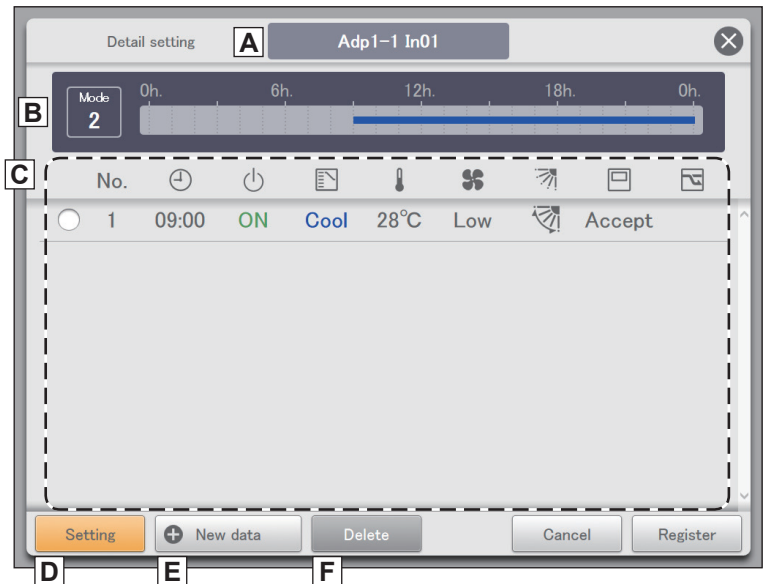 Detail setting A Adp1-1 In01
B Mode 2 0h. 6h. 12h. 18h. 0h.
C No.
1 09:00 ON Cool 28°C Low Accept
Setting New data Delete Cancel Register
D E F